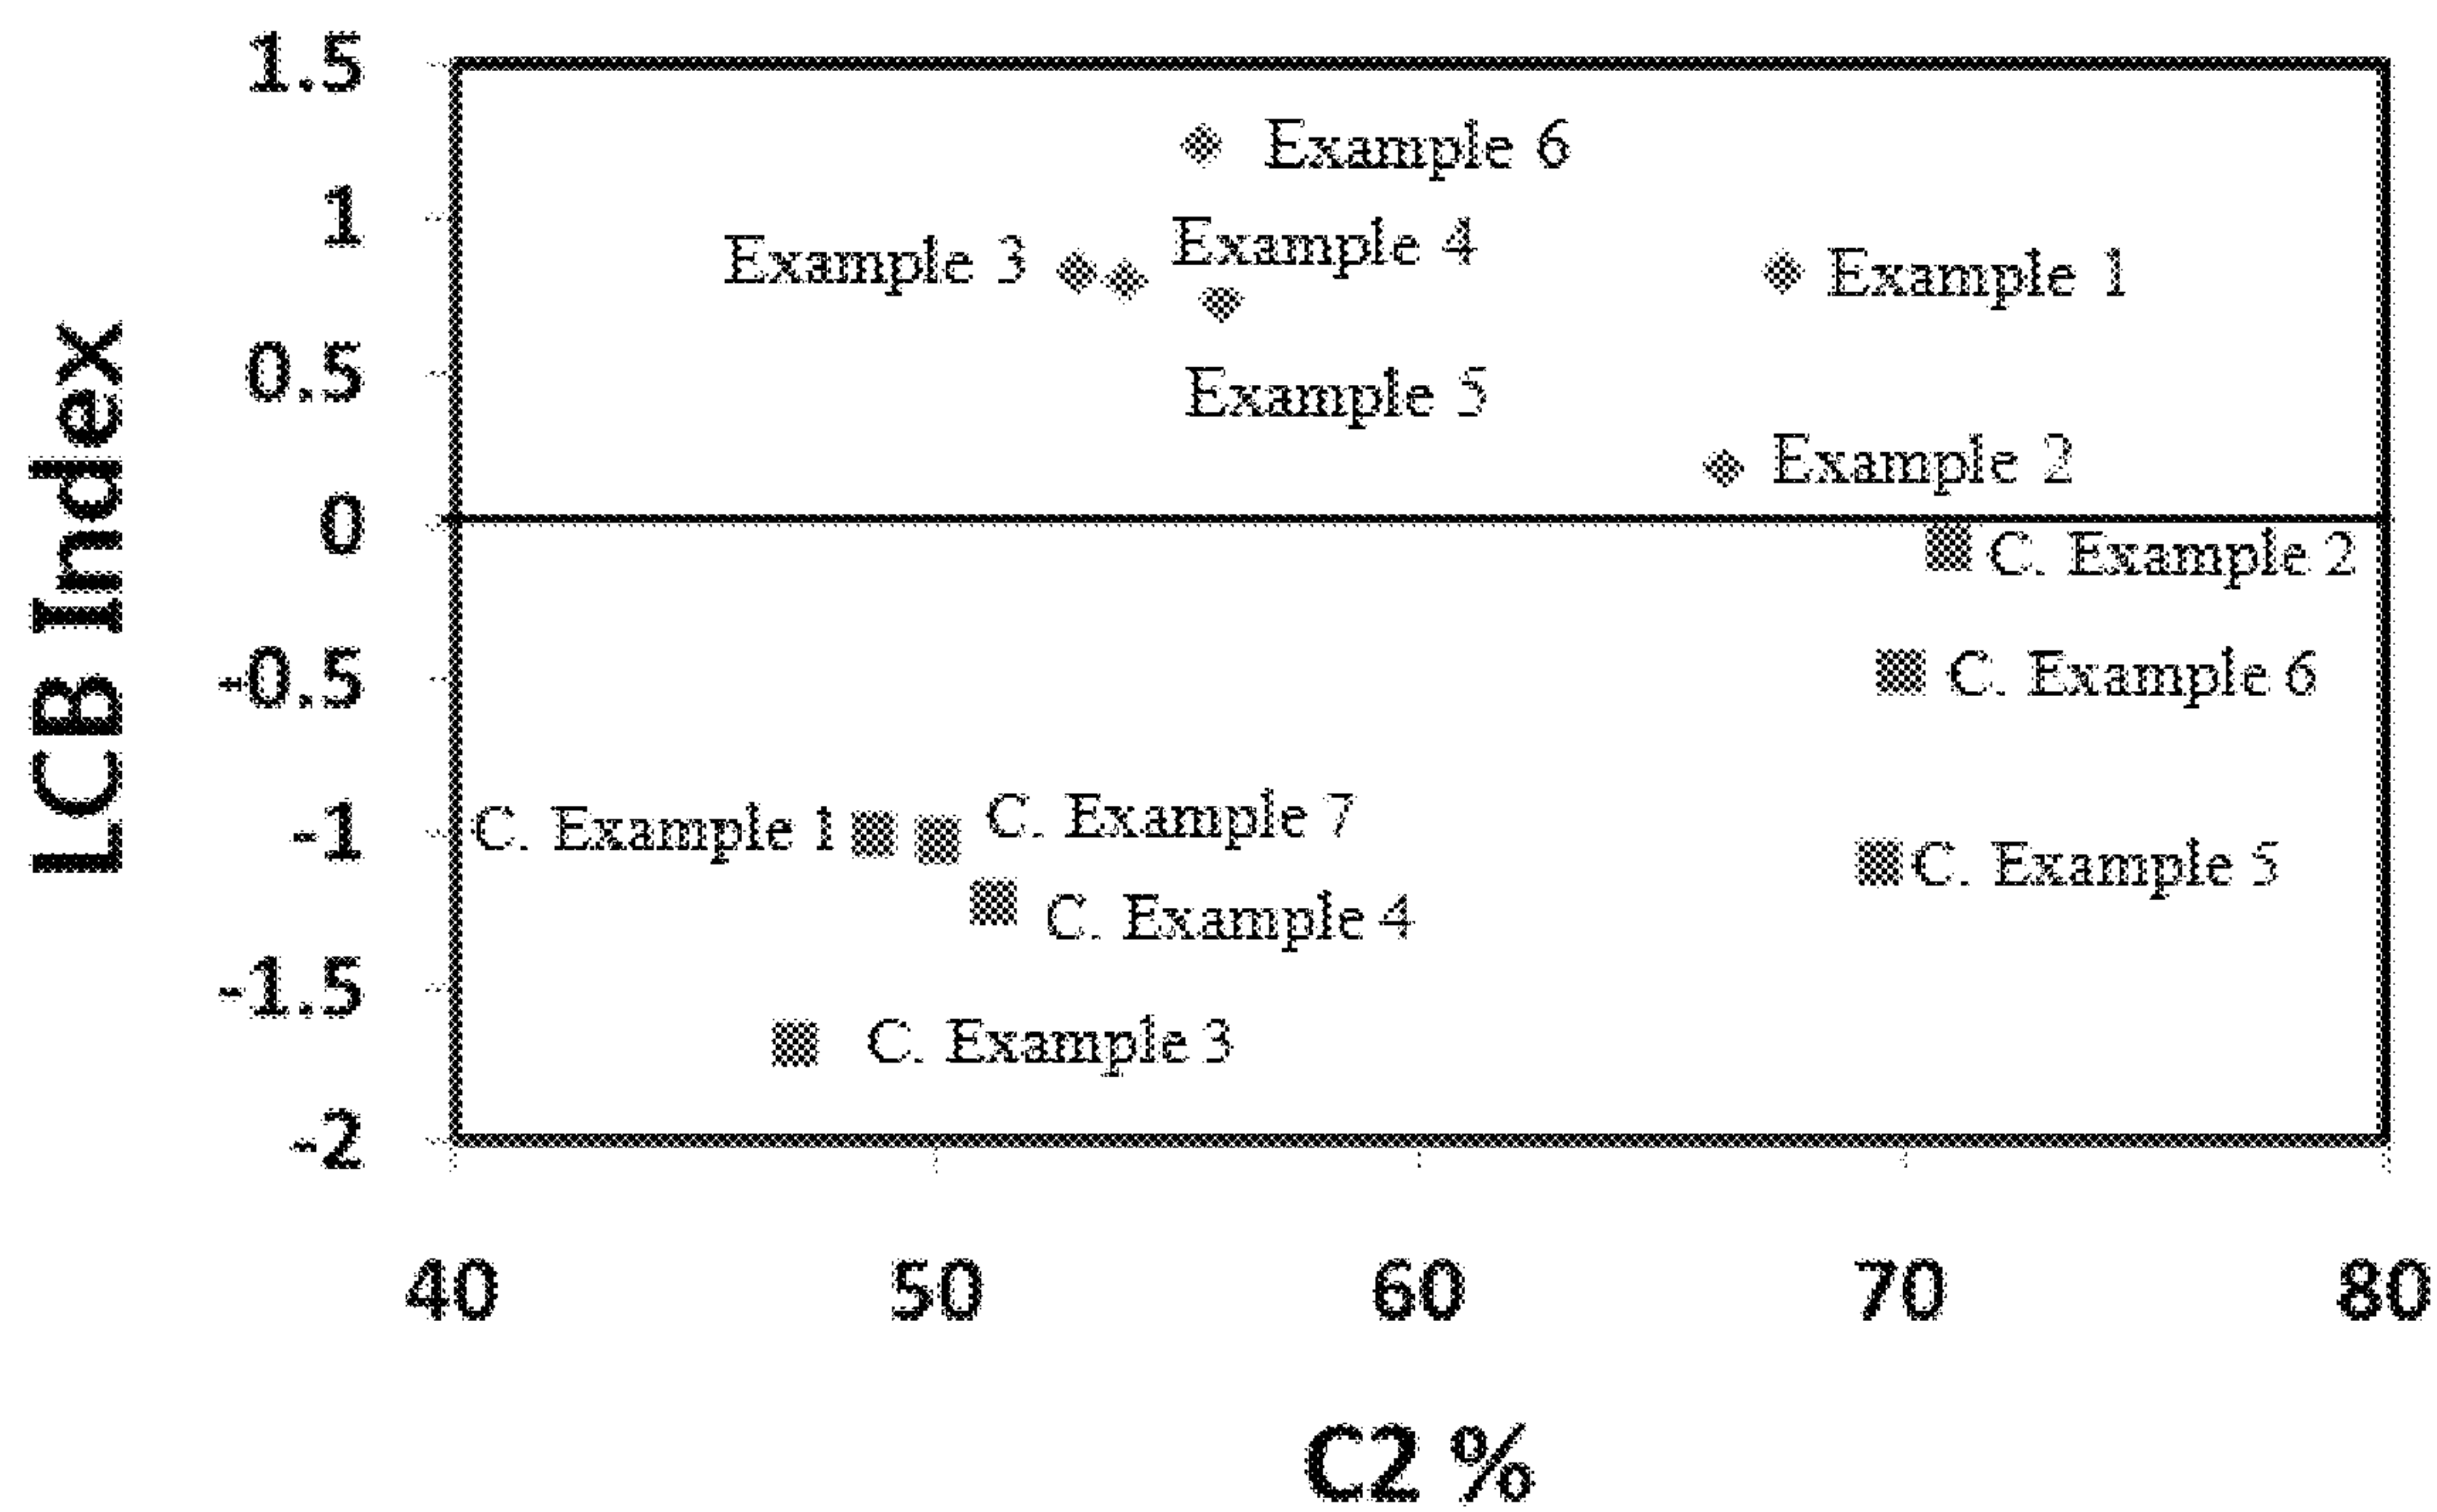 1.5
Example 6
1
Example 4
Example 3
Example 1
0.5
Example 5
Example 2
0
C. Example 2
-0.5
C. Example 6
LCB Index
-1
C. Example 1
C. Example 7
C. Example 5
C. Example 4
-1.5
C. Example 3
-2
40 50 60 70 80
C2 %